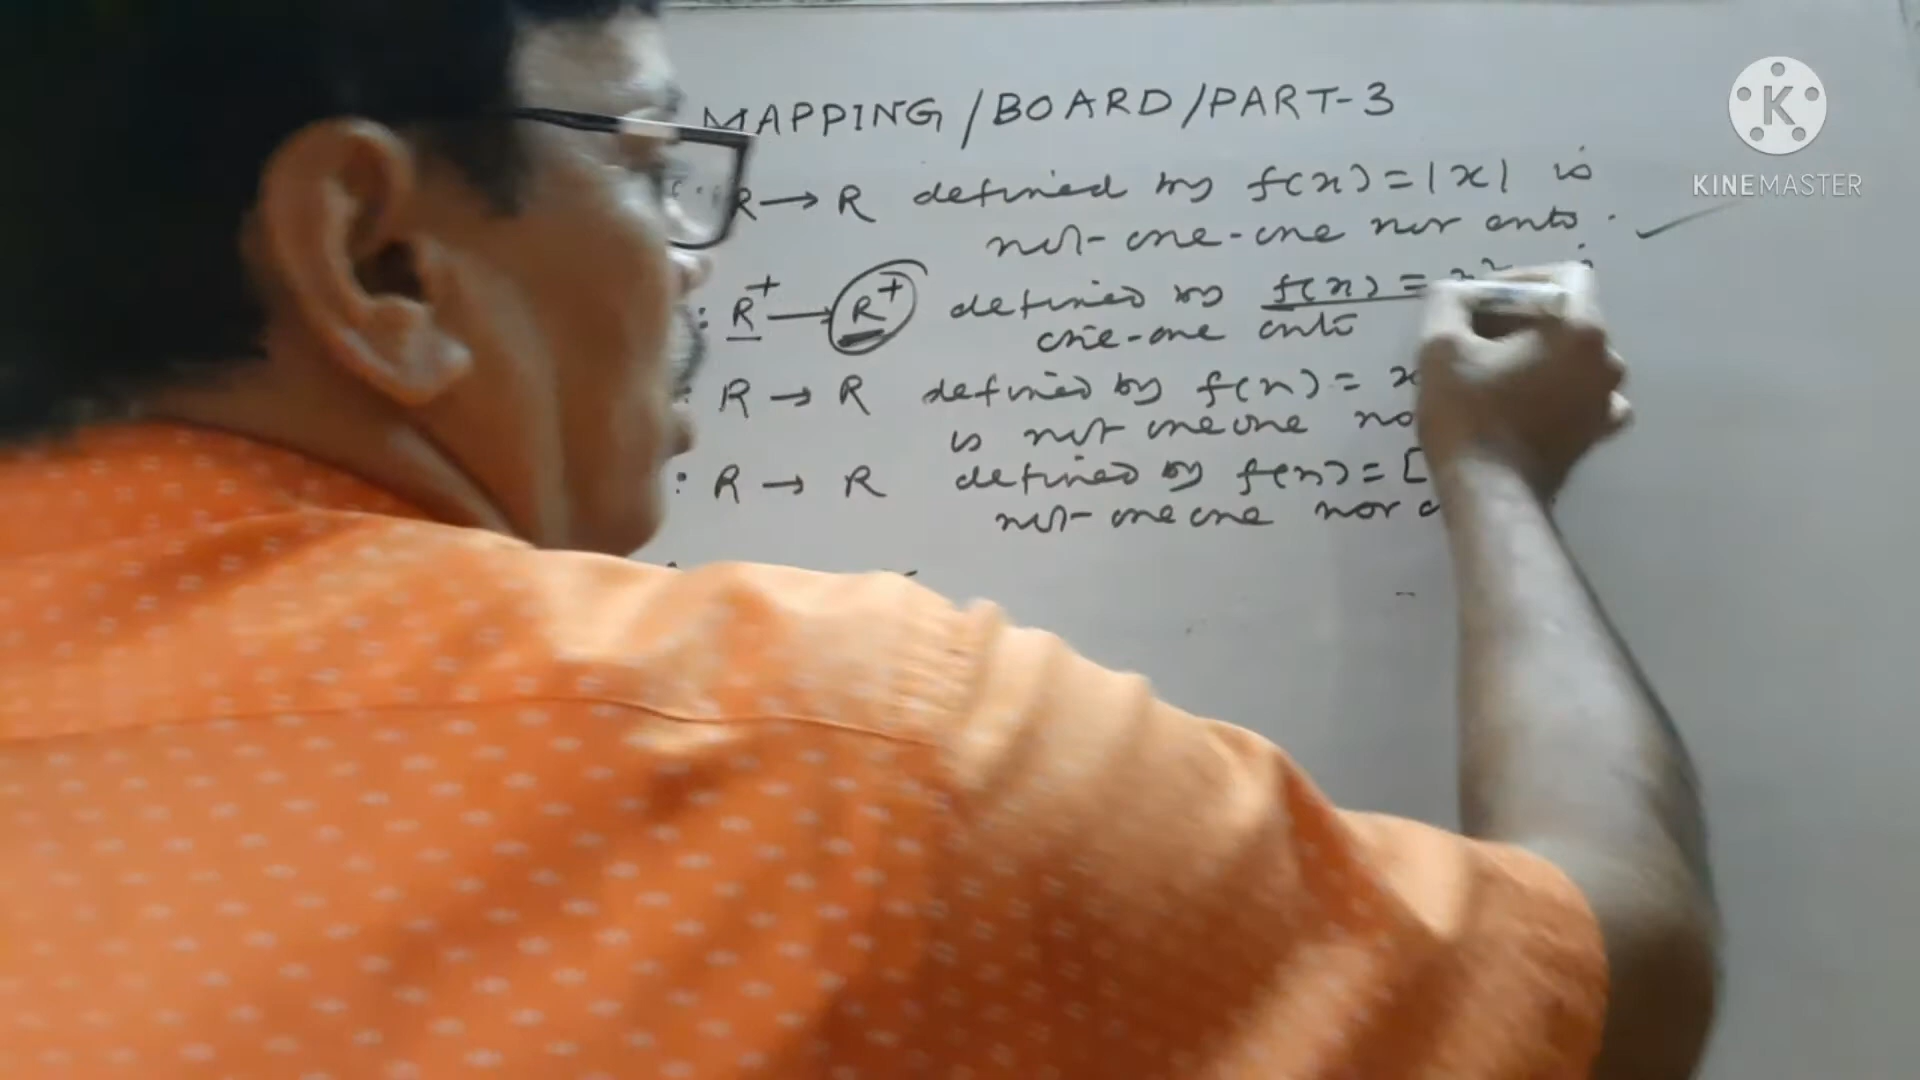 MAPPING/BOARD/PART-3
R → R defined by f(x) = |x| is
not-one-one nor onto.
: R⁺ → R⁺ defined by f(x) =
one-one onto
: R → R defined by f(x) = x
is not one one no
: R → R defined by f(x) = [
not-one one nor
K
KINEMASTER